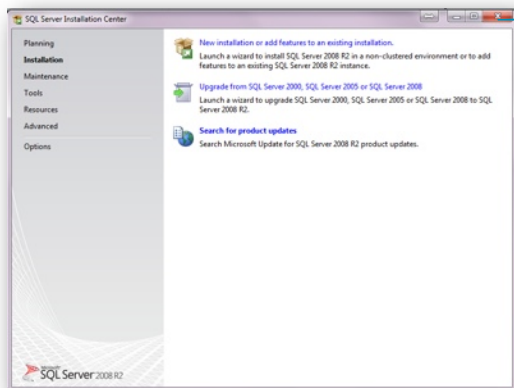 SQL Server Installation Center
Planning
Installation
Maintenance
Tools
Resources
Advanced
Options
New installation or add features to an existing installation.
Launch a wizard to install SQL Server 2008 R2 in a non-clustered environment or to add
features to an existing SQL Server 2008 R2 instance.
Upgrade from SQL Server 2000, SQL Server 2005 or SQL Server 2008
Launch a wizard to upgrade SQL Server 2000, SQL Server 2005 or SQL Server 2008 to SQL
Server 2008 R2.
Search for product updates
Search Microsoft Update for SQL Server 2008 R2 product updates.
Microsoft
SQL Server 2008 R2